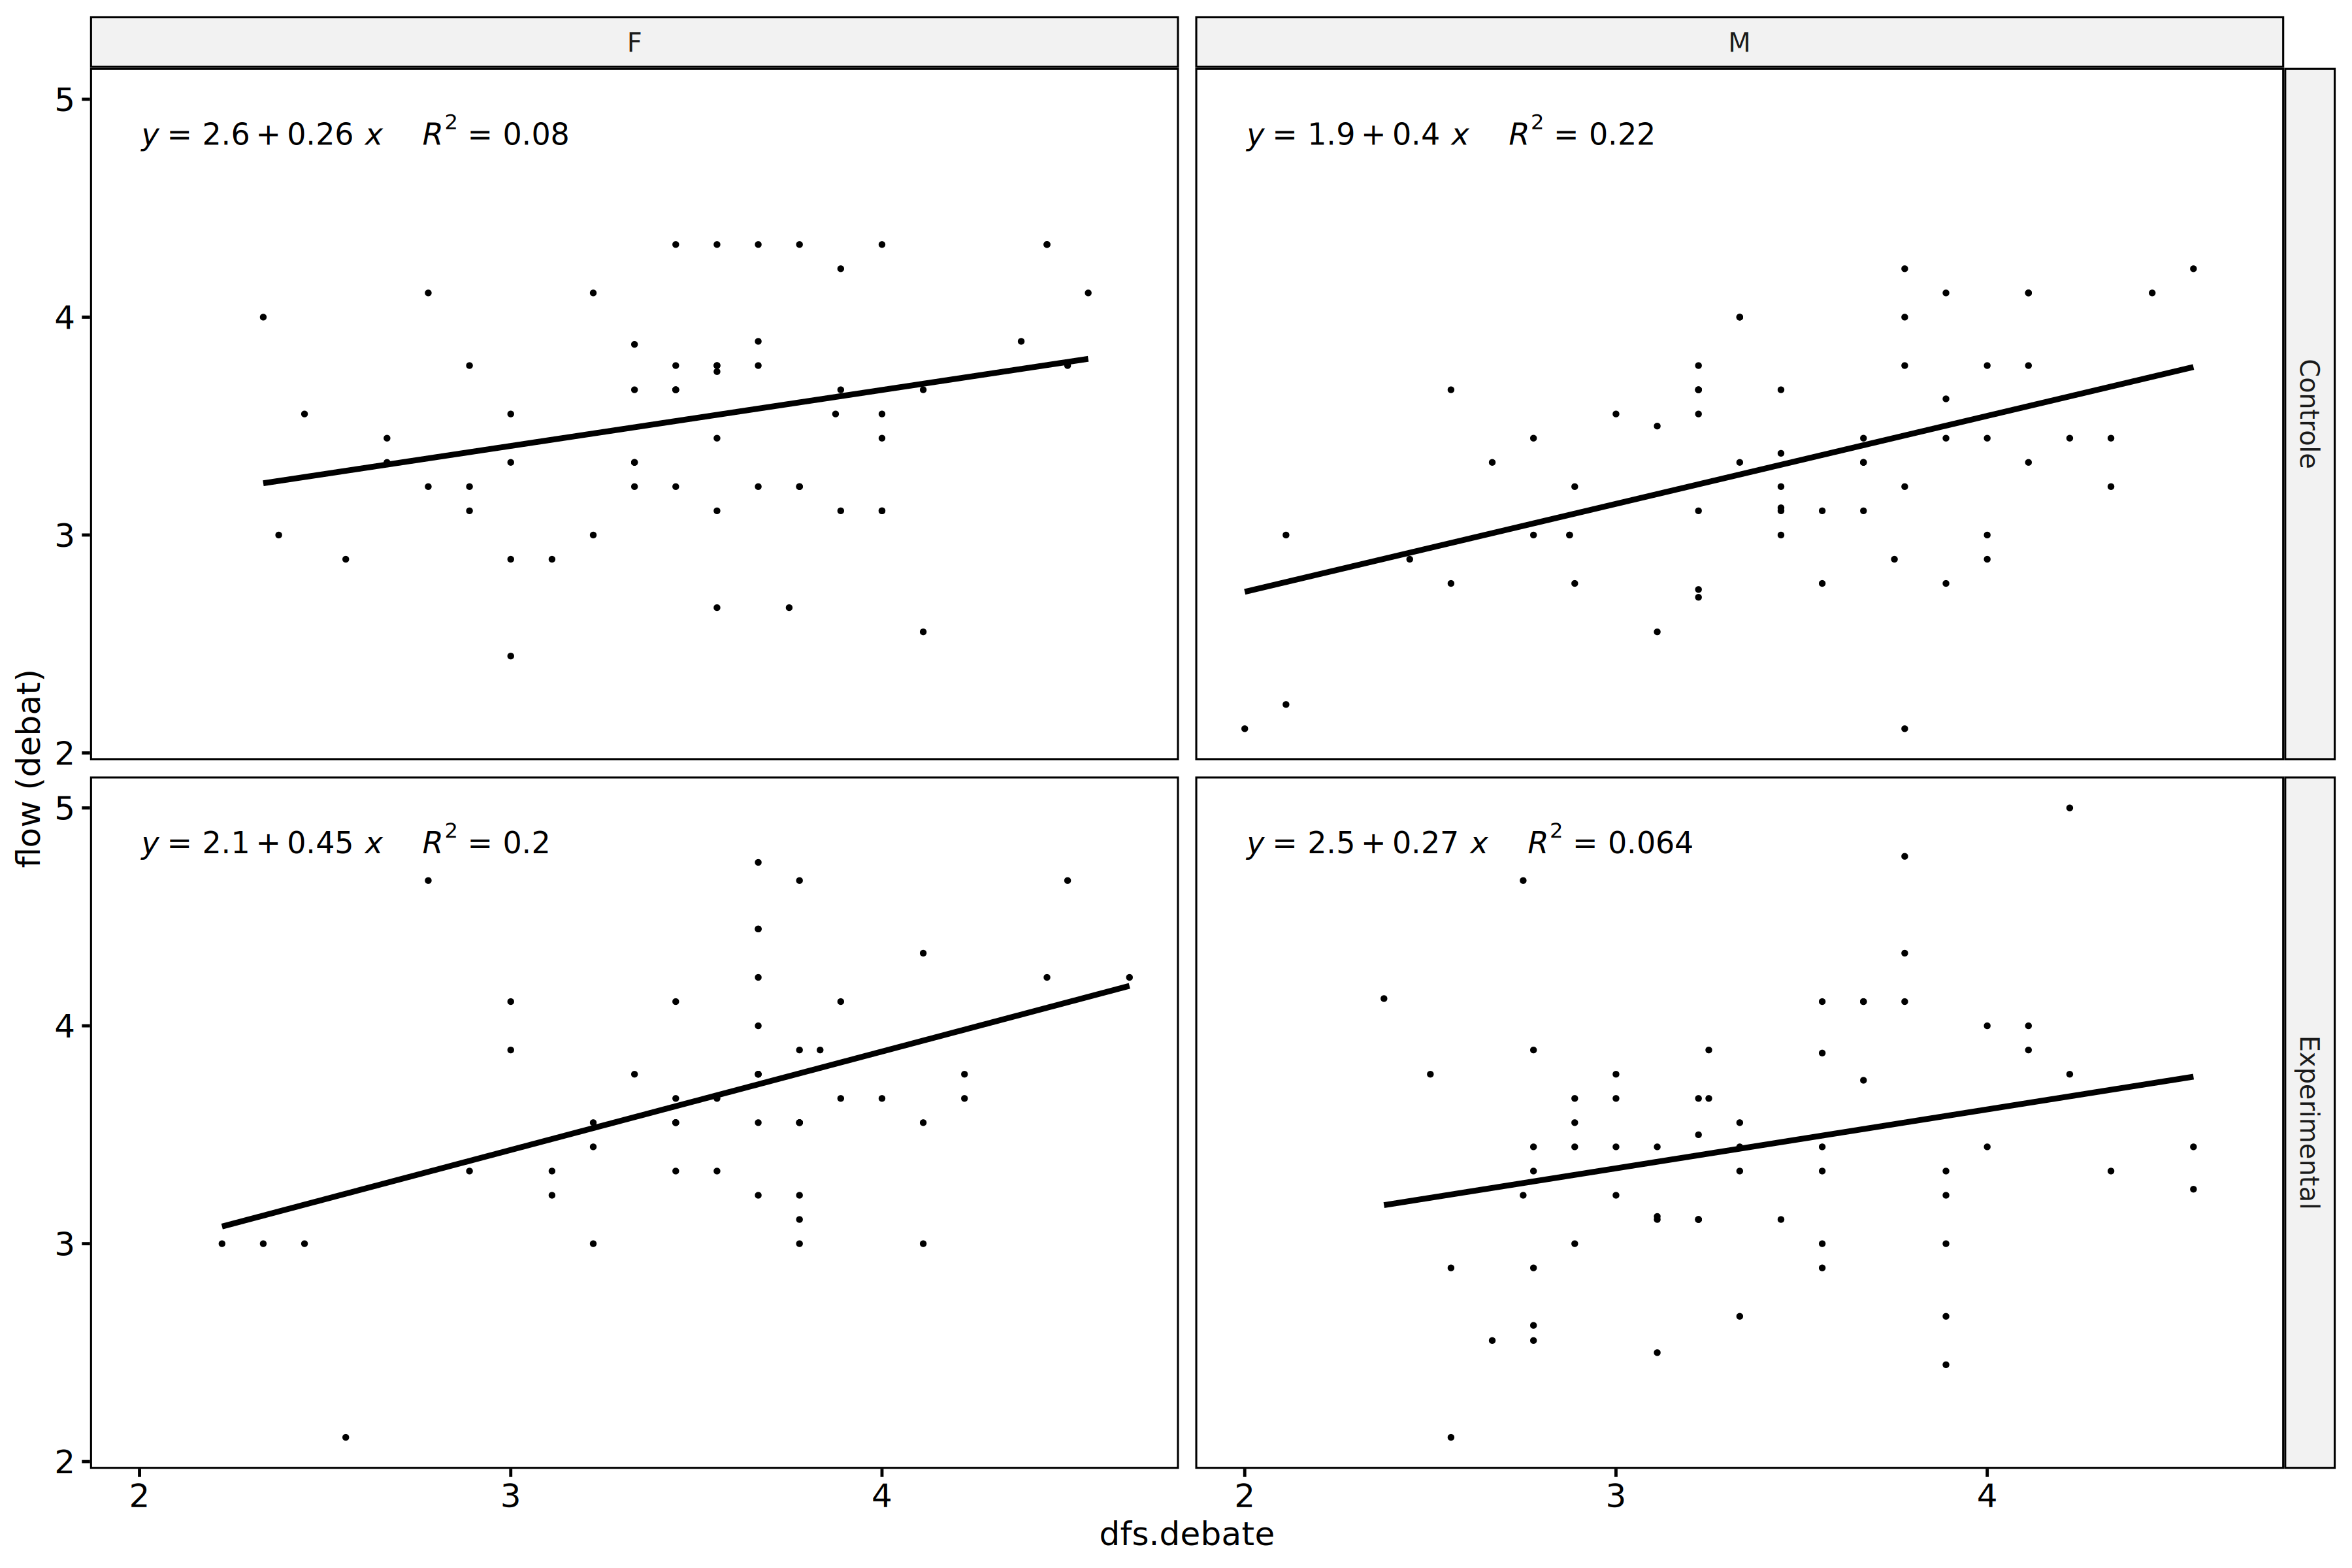 F
M
y = 2.6 + 0.26 x R² = 0.08
y = 1.9 + 0.4 x R² = 0.22
5
4
3
2
Controle
flow (debat)
y = 2.1 + 0.45 x R² = 0.2
y = 2.5 + 0.27 x R² = 0.064
5
4
3
2
Experimental
2 3 4
2 3 4
dfs.debate